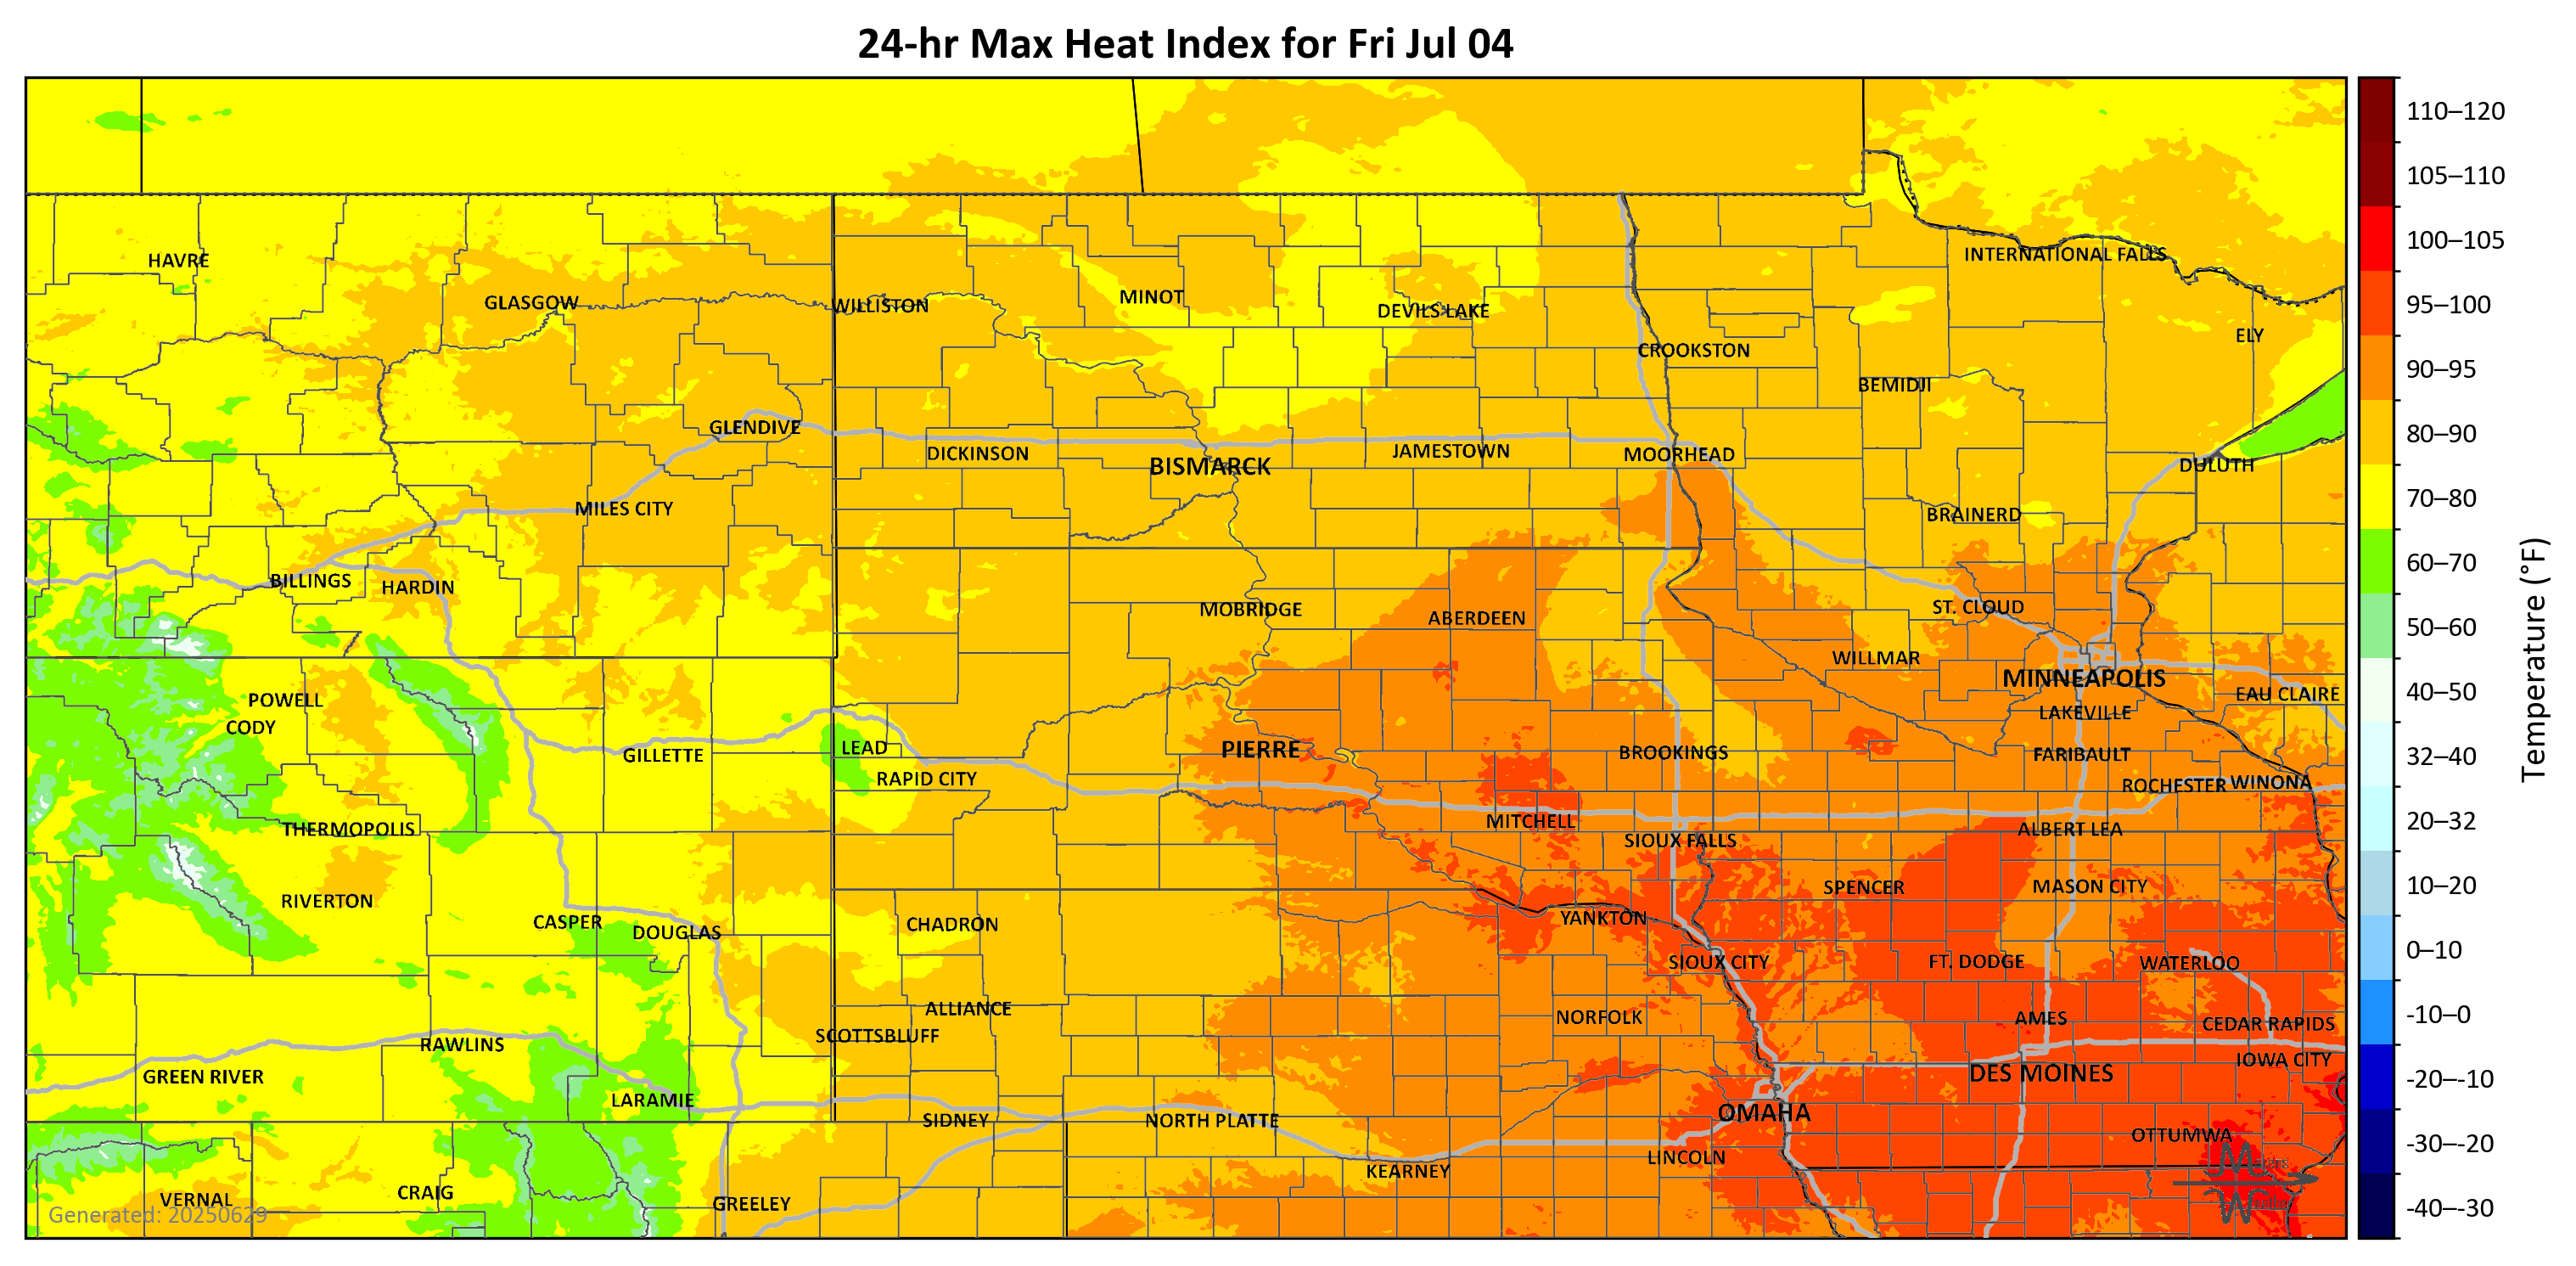 24-hr Max Heat Index for Fri Jul 04
110–120
105–110
100–105
95–100
90–95
80–90
70–80
60–70
50–60
40–50
32–40
20–32
10–20
0–10
-10–0
-20–-10
-30–-20
-40–-30
Temperature (°F)
HAVRE
INTERNATIONAL FALLS
GLASGOW
WILLISTON
MINOT
DEVILS LAKE
ELY
CROOKSTON
BEMIDJI
GLENDIVE
DICKINSON
BISMARCK
JAMESTOWN
MOORHEAD
DULUTH
MILES CITY
BRAINERD
BILLINGS
HARDIN
MOBRIDGE
ABERDEEN
ST. CLOUD
WILLMAR
MINNEAPOLIS
EAU CLAIRE
POWELL
CODY
LAKEVILLE
GILLETTE
LEAD
PIERRE
BROOKINGS
FARIBAULT
RAPID CITY
ROCHESTER
WINONA
THERMOPOLIS
MITCHELL
SIOUX FALLS
ALBERT LEA
RIVERTON
SPENCER
MASON CITY
CASPER
DOUGLAS
CHADRON
YANKTON
SIOUX CITY
FT. DODGE
WATERLOO
ALLIANCE
NORFOLK
AMES
CEDAR RAPIDS
SCOTTSBLUFF
RAWLINS
IOWA CITY
GREEN RIVER
DES MOINES
LARAMIE
SIDNEY
NORTH PLATTE
OMAHA
OTTUMWA
KEARNEY
LINCOLN
VERNAL
CRAIG
GREELEY
Generated: 20250629